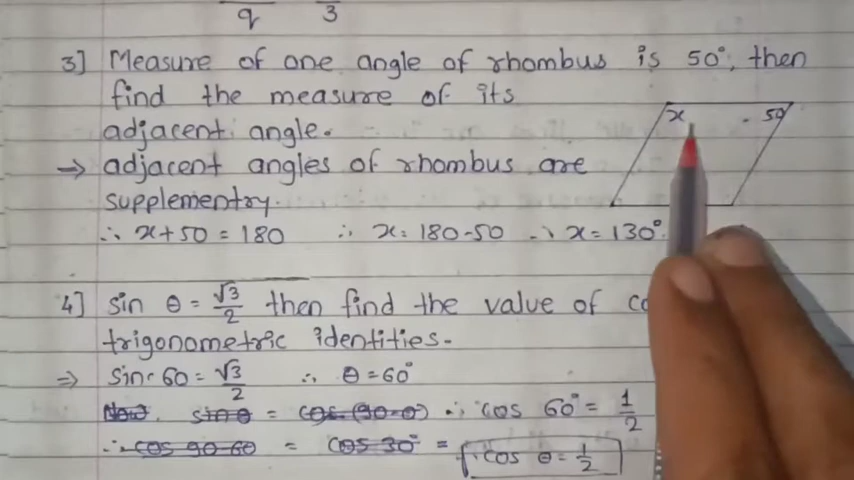 q 3
3] Measure of one angle of rhombus is 50°, then
find the measure of its
adjacent angle.
x 50
→ adjacent angles of rhombus are
supplementry.
∴ x+50 = 180 ∴ x = 180-50 ∴ x = 130°
4] sin θ = √3/2 then find the value of
trigonometric identities.
⇒ sin 60 = √3/2 ∴ θ = 60°
Now sin θ = cos (90-θ) ∴ cos 60° = 1/2
∴ cos 90-60 = cos 30° = ∴ cos θ = 1/2